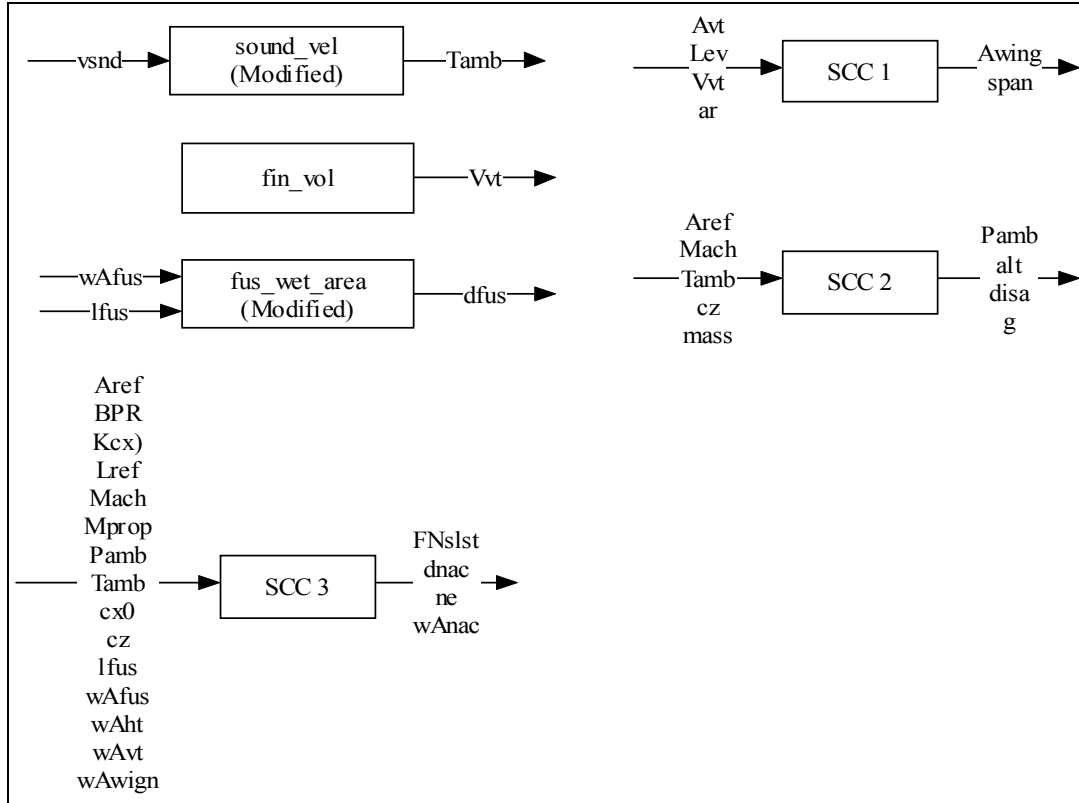 vsnd
sound_vel
(Modified)
Tamb
Avt
Lev
Vvt
ar
SCC 1
Awing
span
fin_vol
Vvt
wAfus
lfus
fus_wet_area
(Modified)
dfus
Aref
Mach
Tamb
cz
mass
SCC 2
Pamb
alt
disa
g
Aref
BPR
Kcx)
Lref
Mach
Mprop
Pamb
Tamb
cx0
cz
lfus
wAfus
wAht
wAvt
wAwign
SCC 3
FNslst
dnac
ne
wAnac